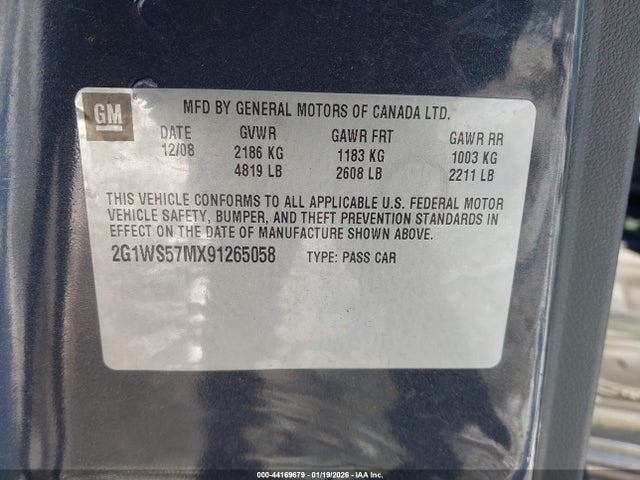 GM
MFD BY GENERAL MOTORS OF CANADA LTD.
DATE GVWR GAWR FRT GAWR RR
12/08 2186 KG 1183 KG 1003 KG
4819 LB 2608 LB 2211 LB
THIS VEHICLE CONFORMS TO ALL APPLICABLE U.S. FEDERAL MOTOR
VEHICLE SAFETY, BUMPER, AND THEFT PREVENTION STANDARDS IN
EFFECT ON THE DATE OF MANUFACTURE SHOWN ABOVE.
2G1WS57MX91265058 TYPE: PASS CAR
000-44169679 - 01/19/2026 - IAA Inc.